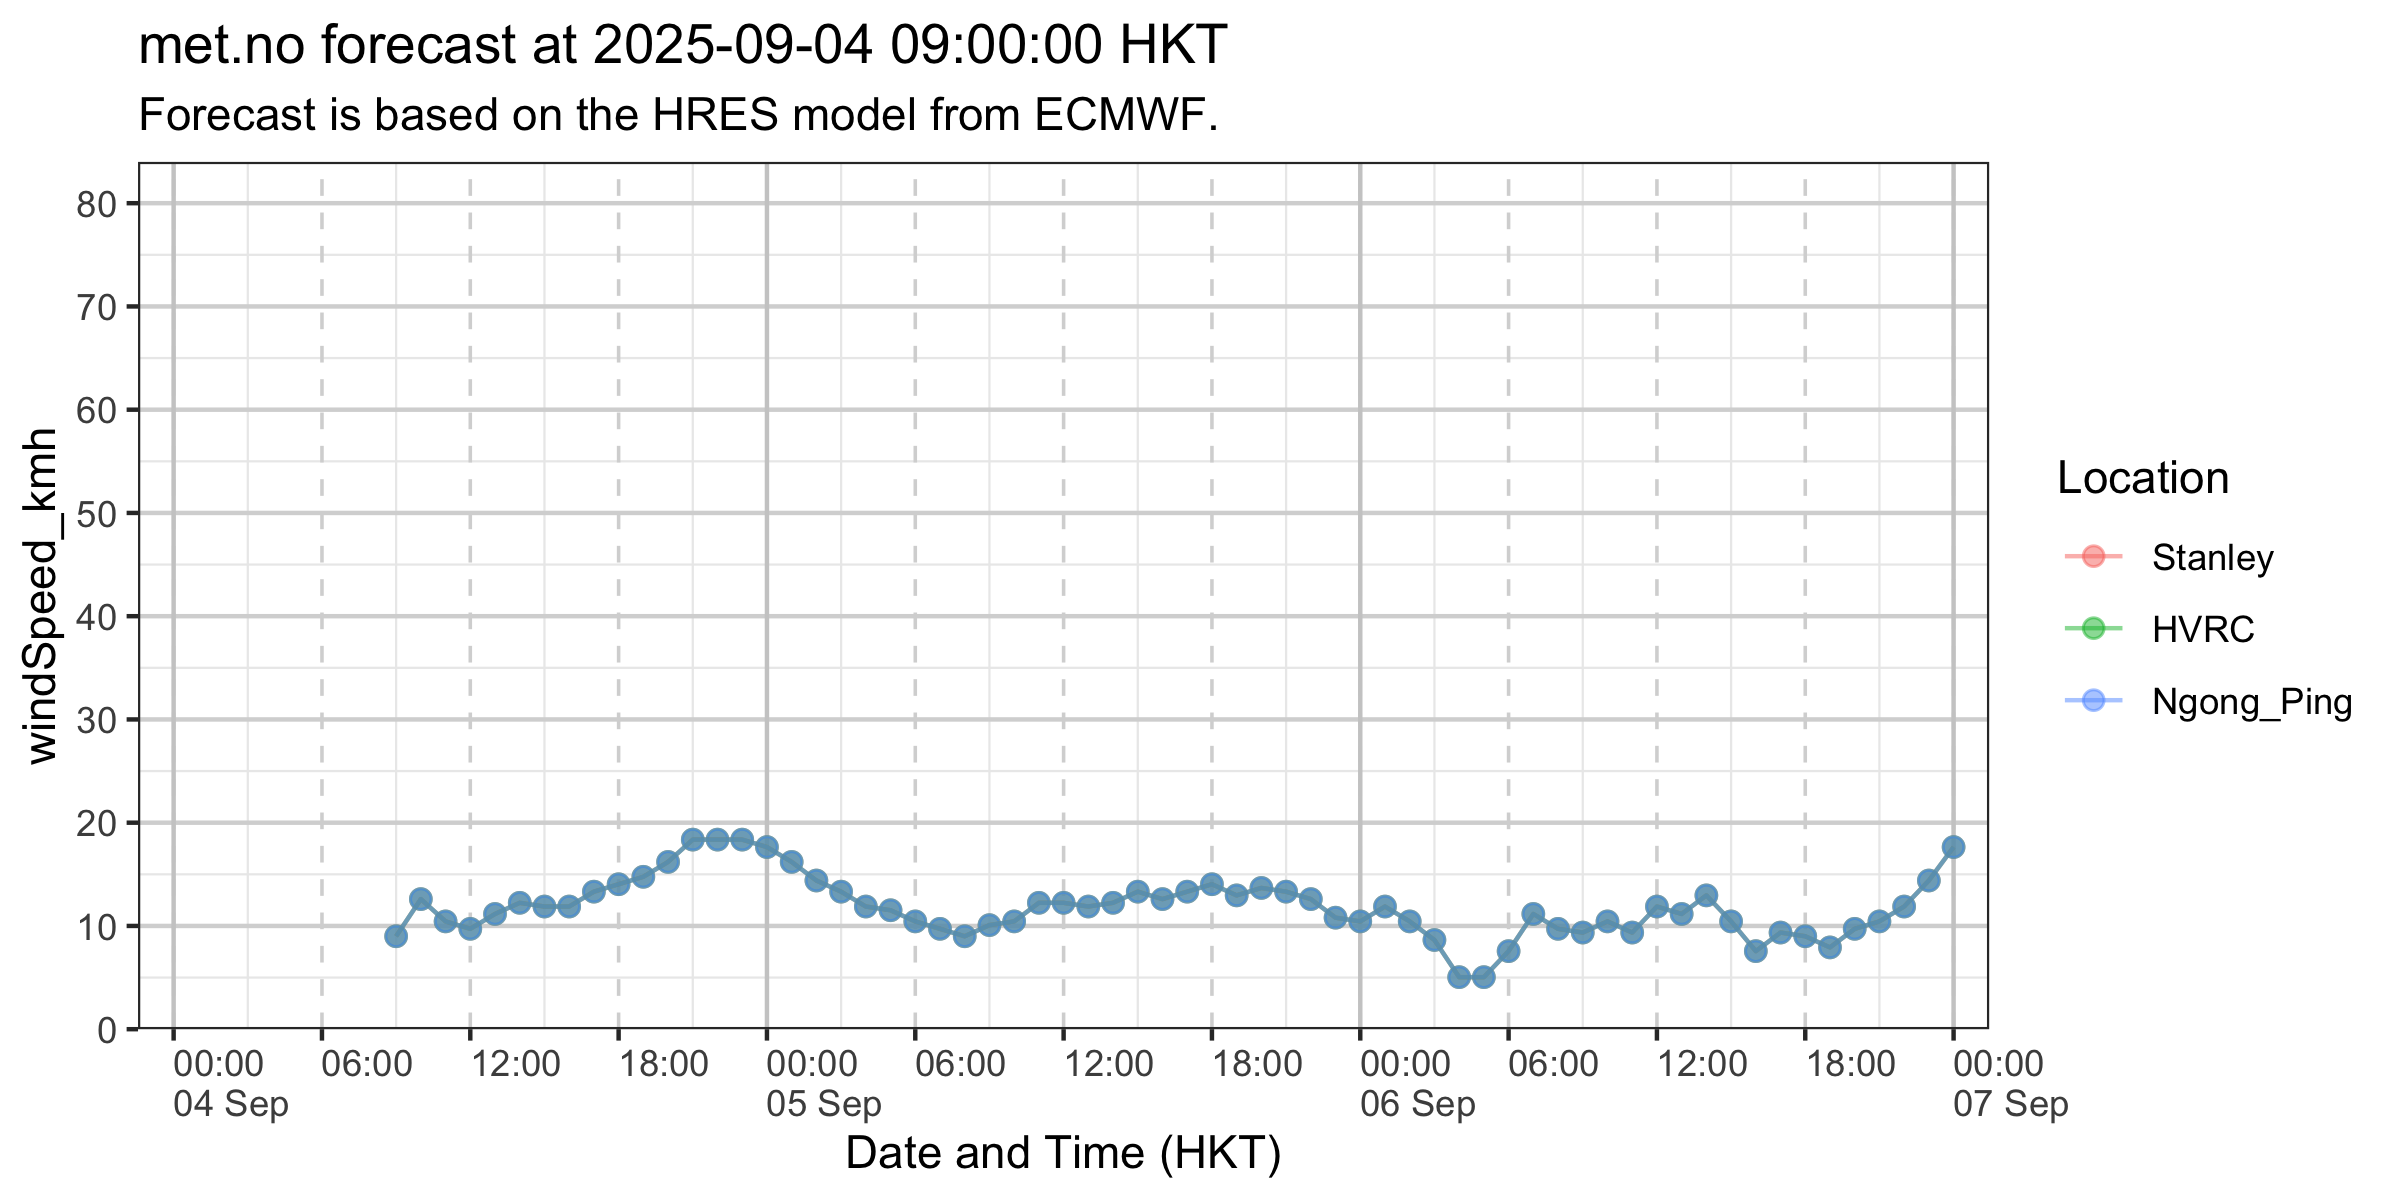 met.no forecast at 2025-09-04 09:00:00 HKT
Forecast is based on the HRES model from ECMWF.
windSpeed_kmh
80
70
60
50
40
30
20
10
0
00:00 06:00 12:00 18:00 00:00 06:00 12:00 18:00 00:00 06:00 12:00 18:00 00:00
04 Sep 05 Sep 06 Sep 07 Sep
Date and Time (HKT)
Location
Stanley
HVRC
Ngong_Ping